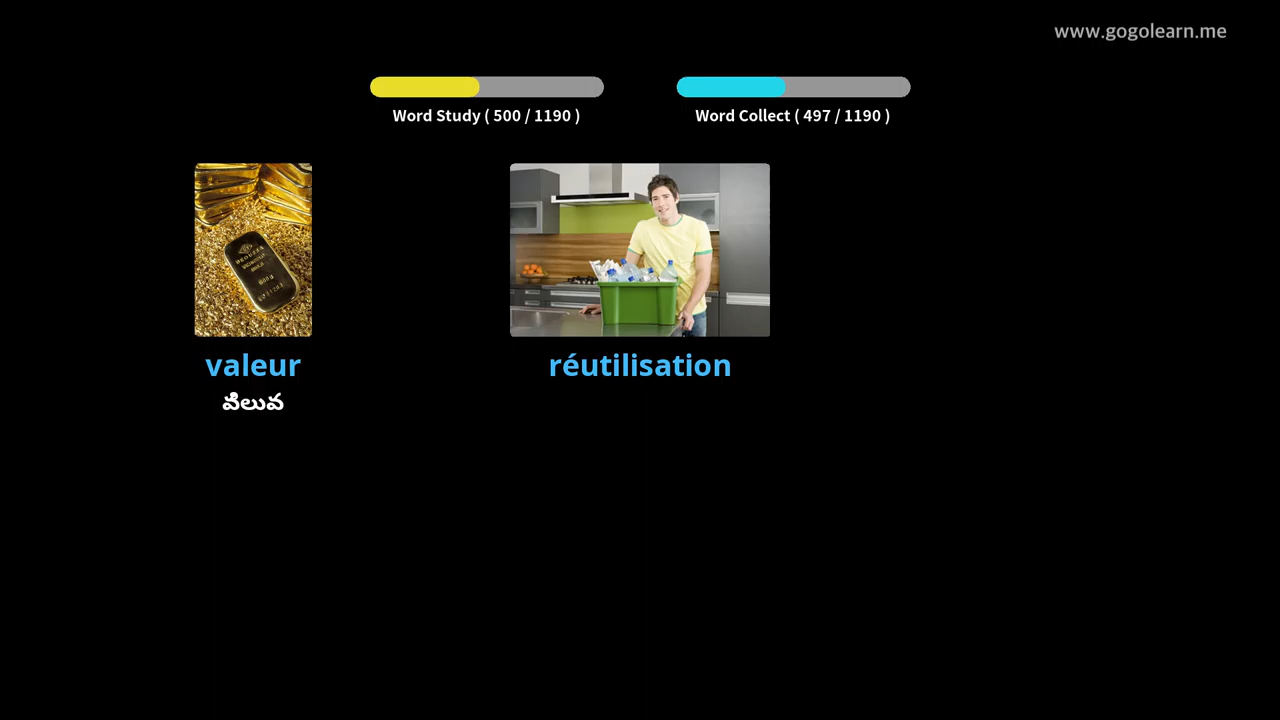 www.gogolearn.me
Word Study ( 500 / 1190 )
Word Collect ( 497 / 1190 )
valeur
réutilisation
విలువ